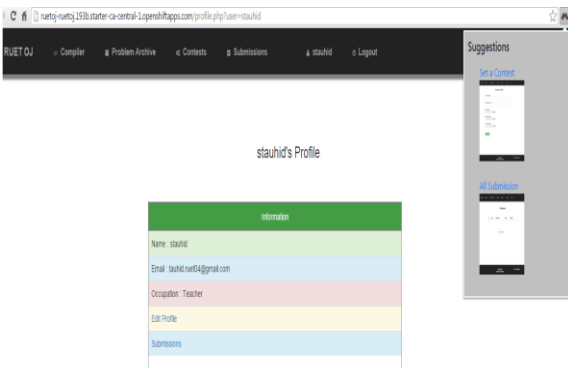 ruetoj-ruetoj.193b.starter-ca-central-1.openshiftapps.com/profile.php?user=stauhid
RUET OJ Compiler Problem Archive Contests Submissions stauhid Logout
Suggestions
Set a Contest
All Submission
stauhid's Profile
Information
Name : stauhid
Email : tauhid.ruet04@gmail.com
Occupation : Teacher
Edit Profile
Submissions